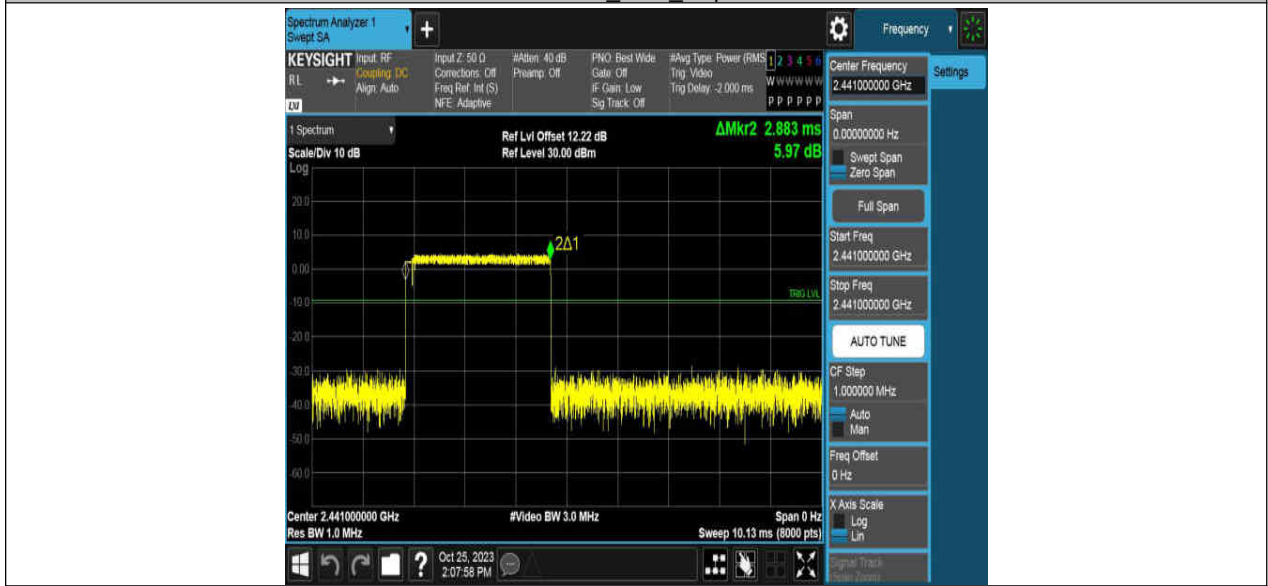 Spectrum Analyzer 1
Swept SA
+
Frequency
KEYSIGHT
RL
LXI
Input: RF
Coupling: DC
Align: Auto
Input Z: 50 Ω
Corrections: Off
Freq Ref: Int (S)
NFE: Adaptive
#Atten: 40 dB
Preamp: Off
PNO: Best Wide
Gate: Off
IF Gain: Low
Sig Track: Off
#Avg Type: Power (RMS
Trig: Video
Trig Delay: -2.000 ms
1 2 3 4 5 6
W W W W W W
P P P P P P
1 Spectrum
Scale/Div 10 dB
Log
Ref Lvl Offset 12.22 dB
Ref Level 30.00 dBm
ΔMkr2 2.883 ms
5.97 dB
20.0
10.0
0.00
-10.0
-20.0
-30.0
-40.0
-50.0
-60.0
2Δ1
TRIG LVL
Center 2.441000000 GHz
Res BW 1.0 MHz
#Video BW 3.0 MHz
Span 0 Hz
Sweep 10.13 ms (8000 pts)
Oct 25, 2023
2:07:58 PM
Center Frequency
2.441000000 GHz
Settings
Span
0.00000000 Hz
Swept Span
Zero Span
Full Span
Start Freq
2.441000000 GHz
Stop Freq
2.441000000 GHz
AUTO TUNE
CF Step
1.000000 MHz
Auto
Man
Freq Offset
0 Hz
X Axis Scale
Log
Lin
Signal Track
(Span Zoom)